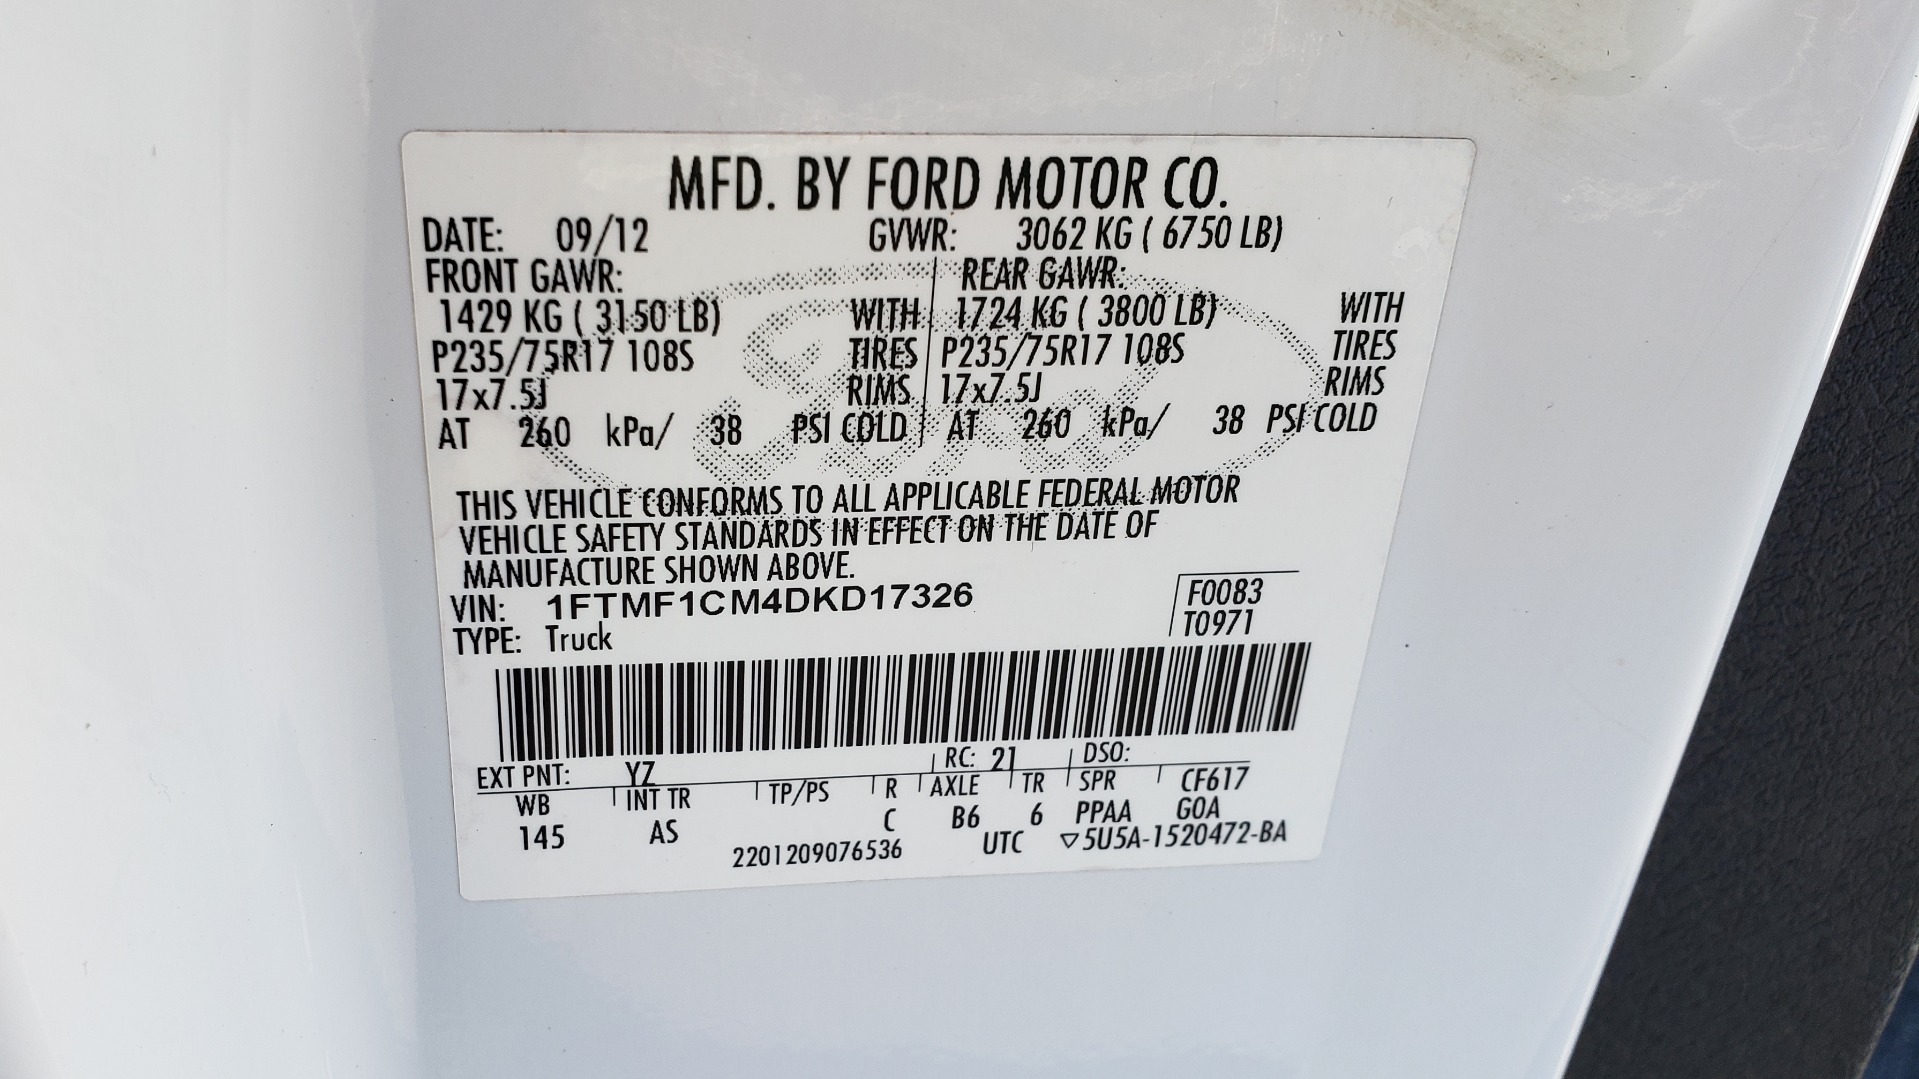 MFD. BY FORD MOTOR CO.
DATE: 09/12 GVWR: 3062 KG ( 6750 LB)
FRONT GAWR: REAR GAWR:
1429 KG ( 3150 LB) WITH 1724 KG ( 3800 LB) WITH
P235/75R17 108S TIRES P235/75R17 108S TIRES
17x7.5J RIMS 17x7.5J RIMS
AT 260 kPa/ 38 PSI COLD AT 260 kPa/ 38 PSI COLD
Ford
THIS VEHICLE CONFORMS TO ALL APPLICABLE FEDERAL MOTOR
VEHICLE SAFETY STANDARDS IN EFFECT ON THE DATE OF
MANUFACTURE SHOWN ABOVE.
VIN: 1FTMF1CM4DKD17326 F0083
TYPE: Truck T0971
EXT PNT: YZ RC: 21 DSO:
WB INT TR TP/PS R AXLE TR SPR CF617
145 AS C B6 6 PPAA GOA
2201209076536 UTC ▽5U5A-1520472-BA